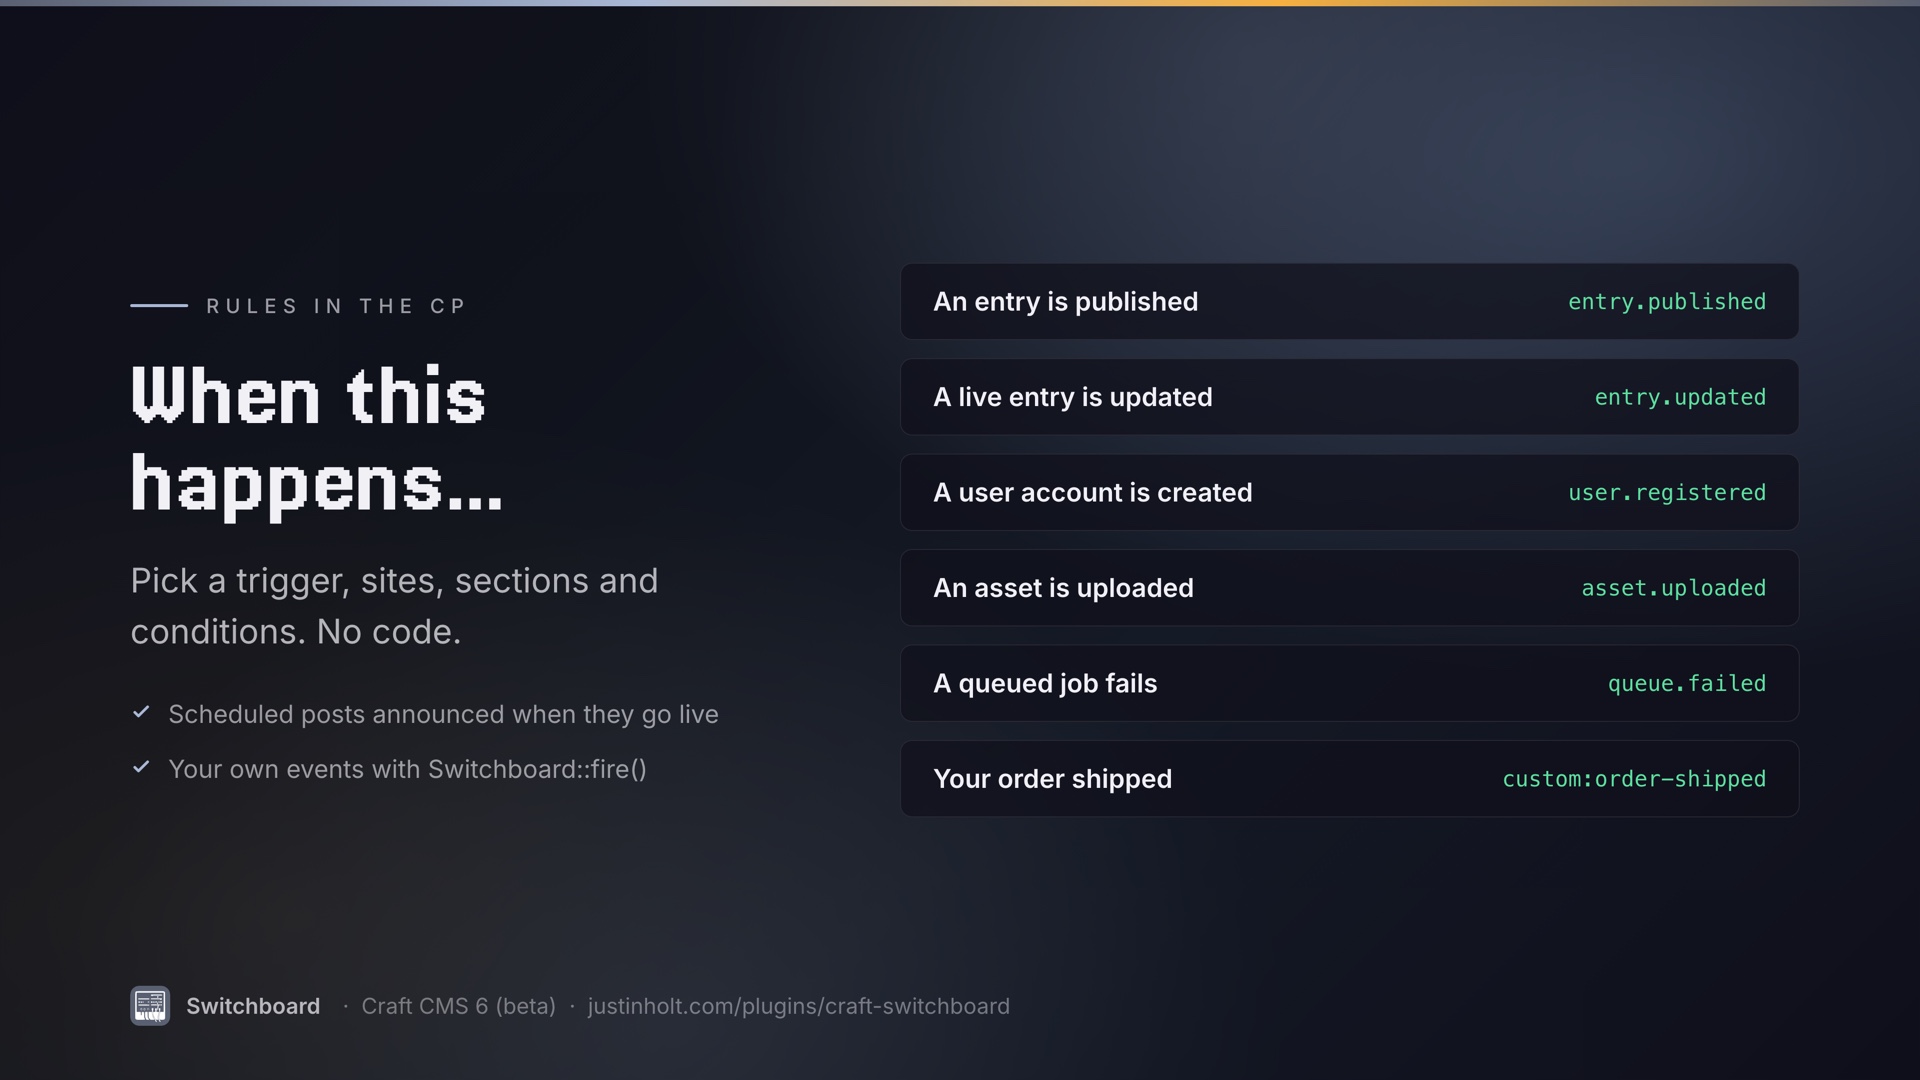 RULES IN THE CP
When this
happens...
Pick a trigger, sites, sections and
conditions. No code.
Scheduled posts announced when they go live
Your own events with Switchboard::fire()
An entry is published entry.published
A live entry is updated entry.updated
A user account is created user.registered
An asset is uploaded asset.uploaded
A queued job fails queue.failed
Your order shipped custom:order-shipped
Switchboard · Craft CMS 6 (beta) · justinholt.com/plugins/craft-switchboard